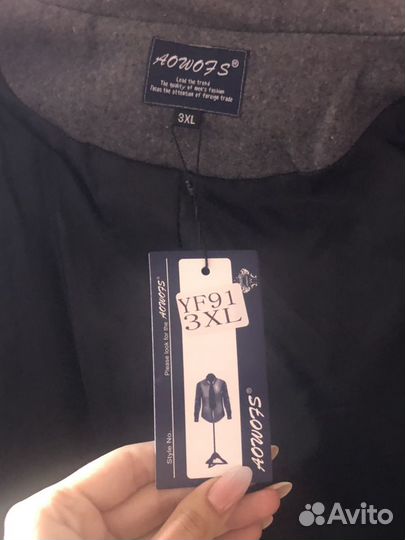 AOWOFS®
Lead the trend
The quality of men's fashion
Focus the attention of foreign trade
3XL
YF91
3XL
Please look for the AOWOFS®
Style No.
AOWOFS®
Avito